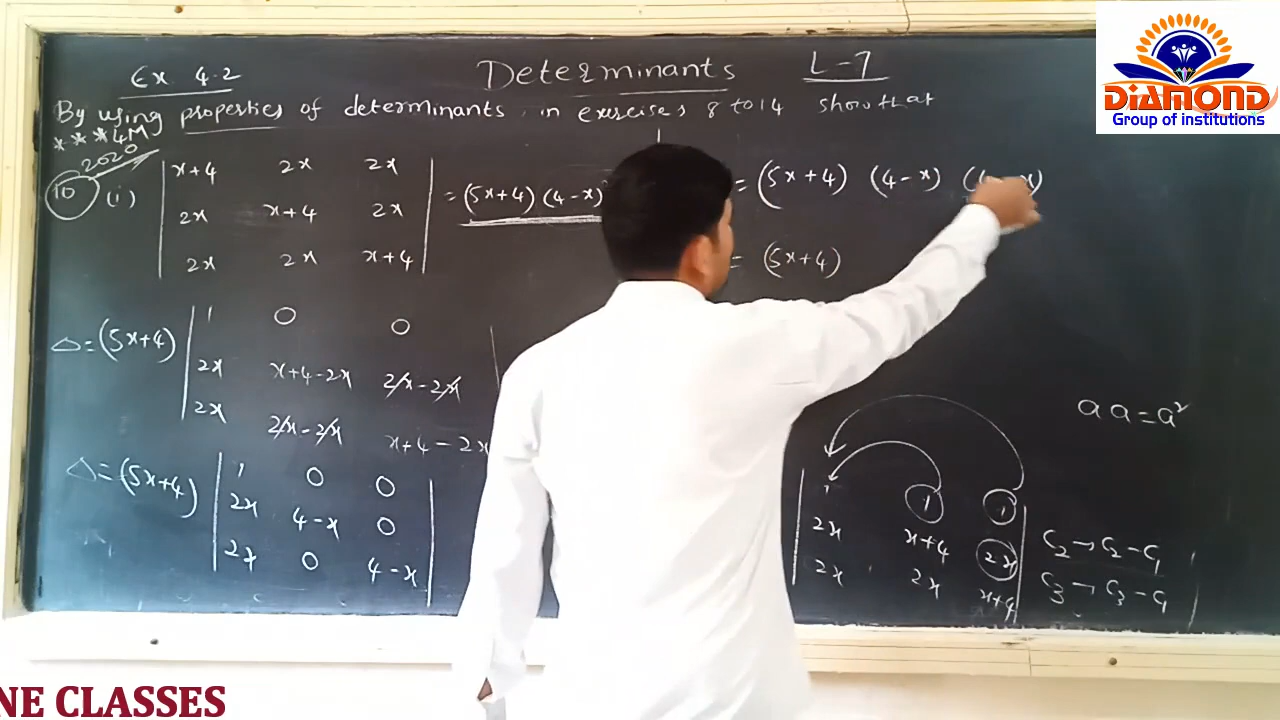 Ex 4.2
Determinants
L-7
By using properties of determinants, in exercises 8 to 14 show that
***4M
2020
10 (i)
x+4 2x 2x
2x x+4 2x
2x 2x x+4
= (5x+4) (4-x)
= (5x+4) (4-x)
= (5x+4)
Δ = (5x+4)
1 0 0
2x x+4-2x 2x-2x
2x 2x-2x x+4-2x
Δ = (5x+4)
1 0 0
2x 4-x 0
2x 0 4-x
a a = a²
1 1 1
2x x+4 2x
2x 2x x+4
C₂ → C₂ - C₁
C₃ → C₃ - C₁
DIAMOND
Group of institutions
NE CLASSES